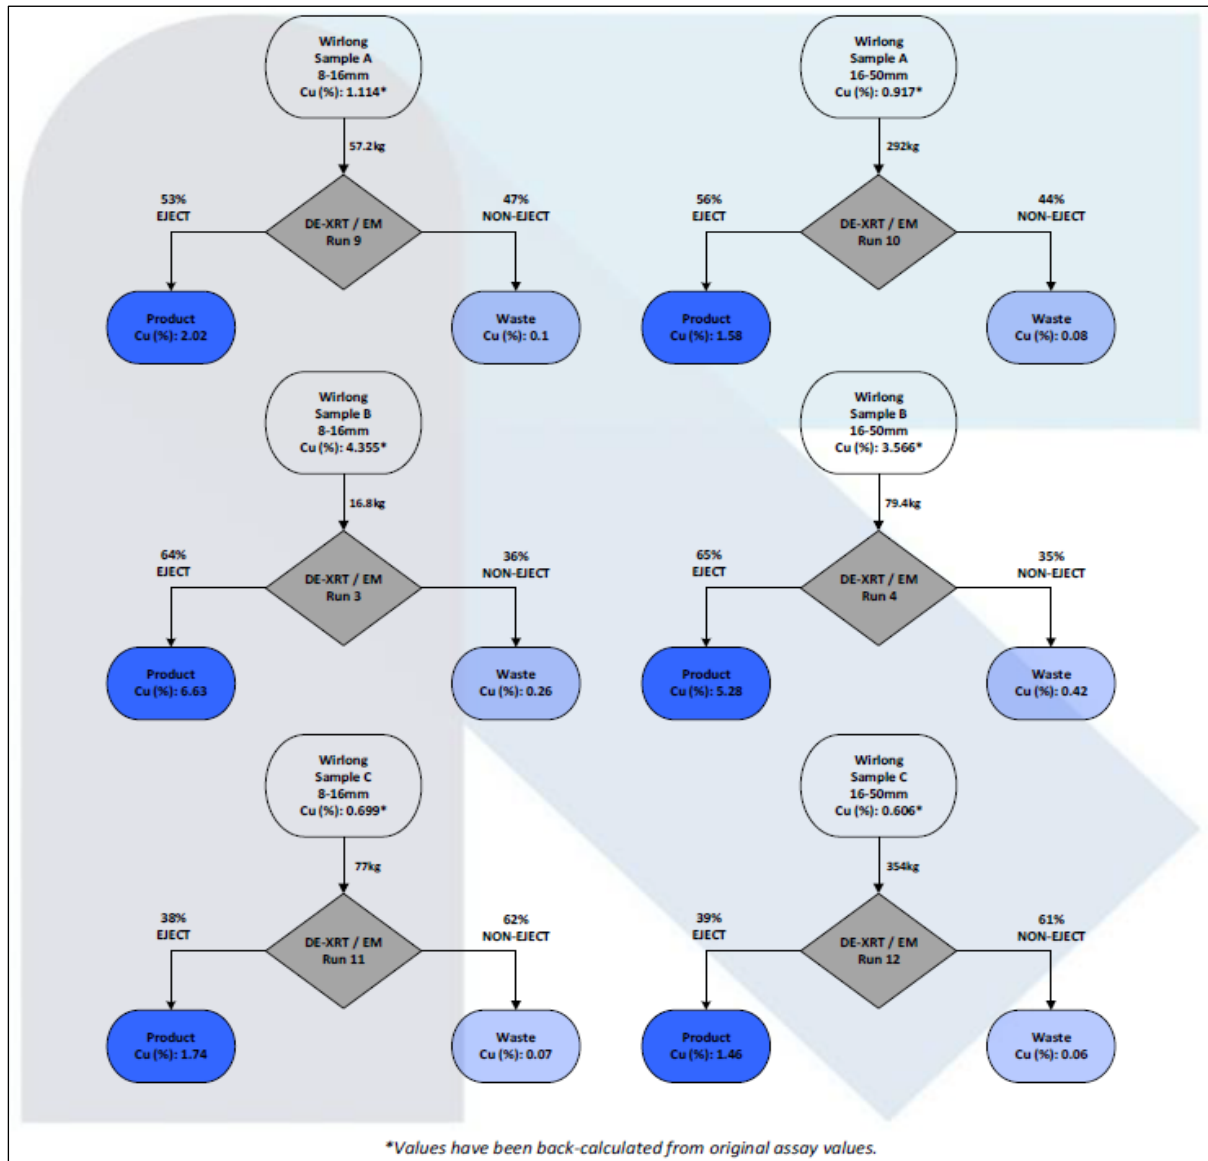 Wirlong
Sample A
8-16mm
Cu (%): 1.114*
57.2kg
53%
EJECT
47%
NON-EJECT
DE-XRT / EM
Run 9
Product
Cu (%): 2.02
Waste
Cu (%): 0.1
Wirlong
Sample A
16-50mm
Cu (%): 0.917*
292kg
56%
EJECT
44%
NON-EJECT
DE-XRT / EM
Run 10
Product
Cu (%): 1.58
Waste
Cu (%): 0.08
Wirlong
Sample B
8-16mm
Cu (%): 4.355*
16.8kg
64%
EJECT
36%
NON-EJECT
DE-XRT / EM
Run 3
Product
Cu (%): 6.63
Waste
Cu (%): 0.26
Wirlong
Sample B
16-50mm
Cu (%): 3.566*
79.4kg
65%
EJECT
35%
NON-EJECT
DE-XRT / EM
Run 4
Product
Cu (%): 5.28
Waste
Cu (%): 0.42
Wirlong
Sample C
8-16mm
Cu (%): 0.699*
77kg
38%
EJECT
62%
NON-EJECT
DE-XRT / EM
Run 11
Product
Cu (%): 1.74
Waste
Cu (%): 0.07
Wirlong
Sample C
16-50mm
Cu (%): 0.606*
354kg
39%
EJECT
61%
NON-EJECT
DE-XRT / EM
Run 12
Product
Cu (%): 1.46
Waste
Cu (%): 0.06
*Values have been back-calculated from original assay values.